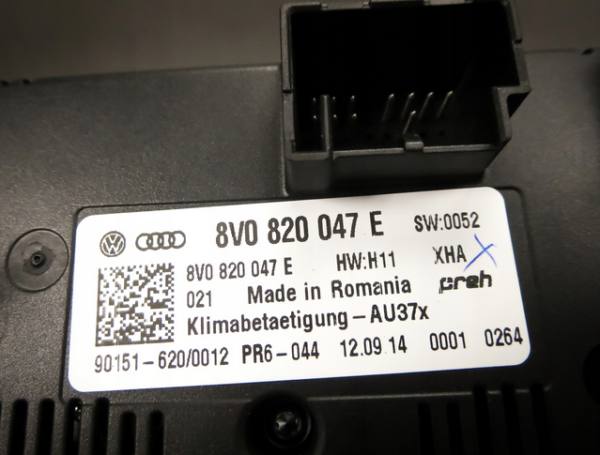 8V0 820 047 E SW:0052
8V0 820 047 E HW:H11 XHA X
021 Made in Romania preh
Klimabetaetigung-AU37x
90151-620/0012 PR6-044 12.09.14 0001 0264